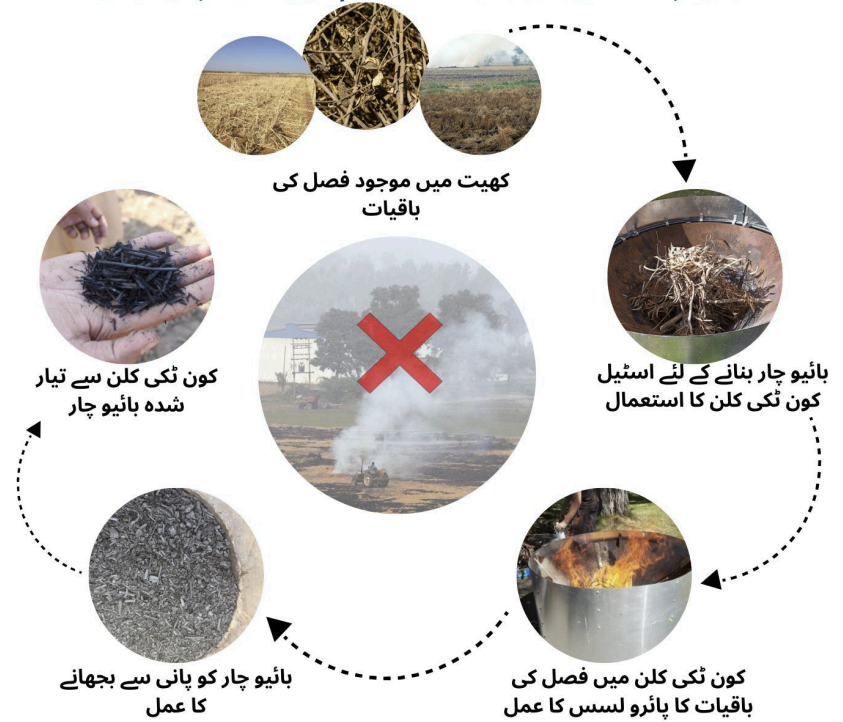 کھیت میں موجود فصل کی
باقیات
بائیو چار بنانے کے لئے اسٹیل
کون ٹکی کلن کا استعمال
کون ٹکی کلن میں فصل کی
باقیات کا پائرو لسس کا عمل
بائیو چار کو پانی سے بجھانے
کا عمل
کون ٹکی کلن سے تیار
شدہ بائیو چار